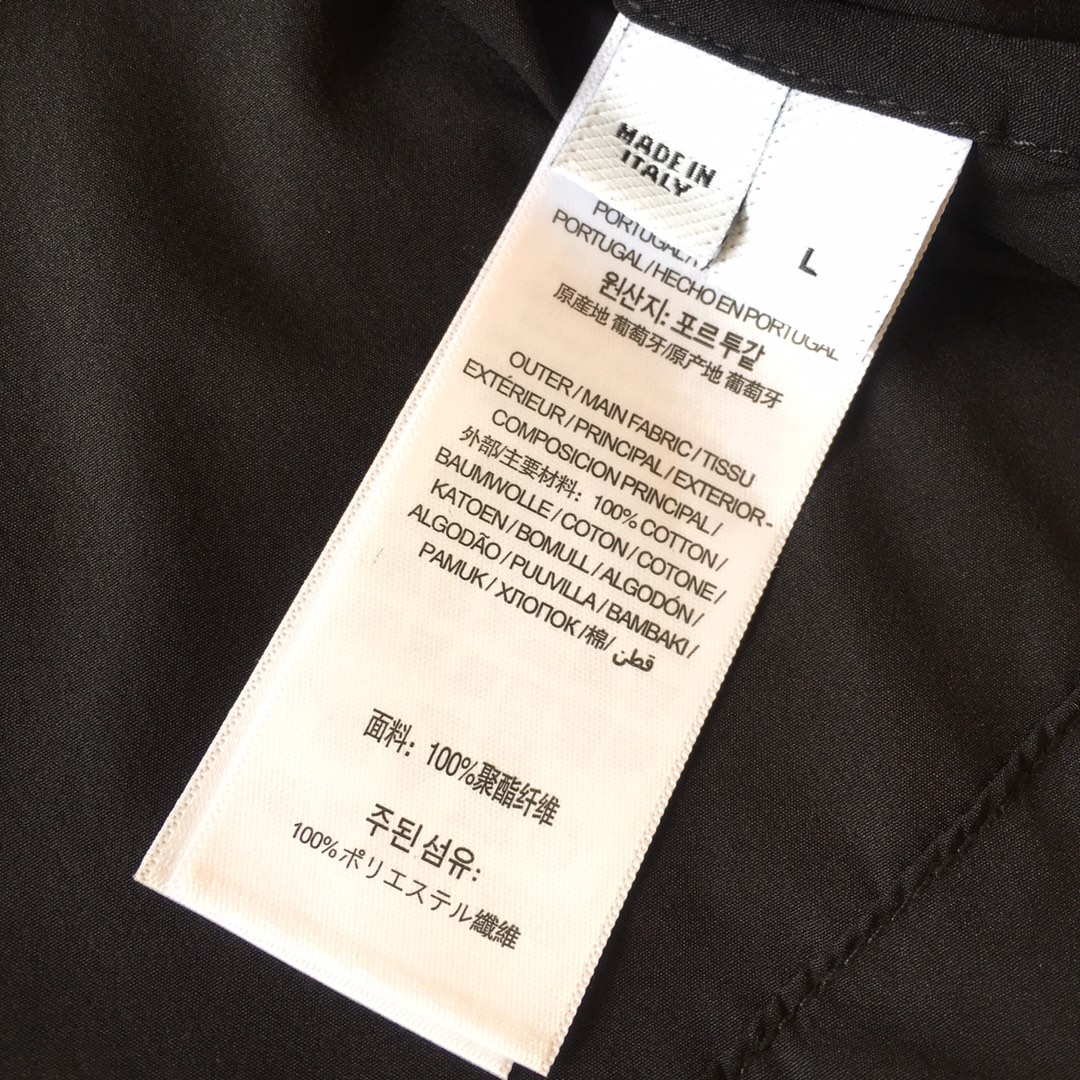 MADE IN
ITALY
L
PORTUGAL
PORTUGAL / HECHO EN PORTUGAL
원산지: 포르투갈
原産地 葡萄牙/原产地 葡萄牙
OUTER / MAIN FABRIC / TISSU
EXTÉRIEUR / PRINCIPAL / EXTERIOR-
COMPOSICION PRINCIPAL /
外部/主要材料: 100% COTTON /
BAUMWOLLE / COTON / COTONE /
KATOEN / BOMULL / ALGODÓN /
ALGODÃO / PUUVILLA / BAMBAKI /
PAMUK / ХЛОПОК /棉/ قطن
面料: 100%聚酯纤维
주된 섬유:
100%ポリエステル纖維